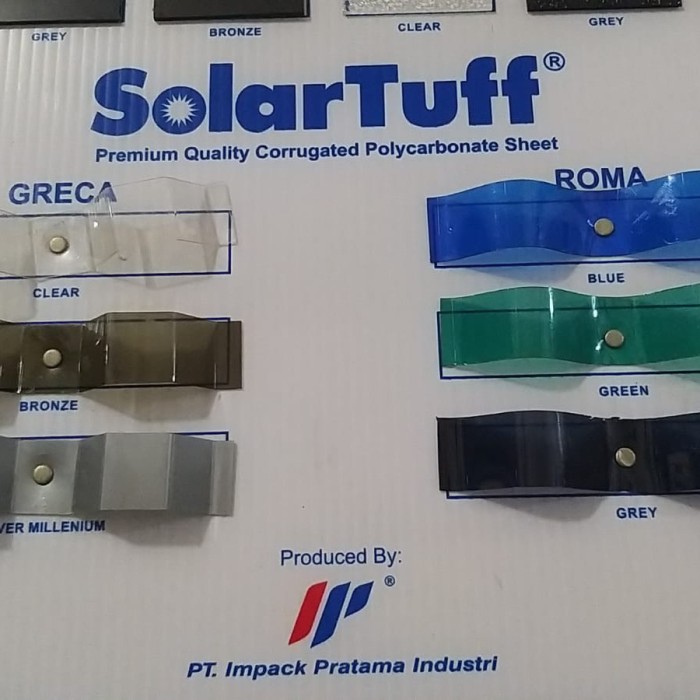 GREY
BRONZE
CLEAR
GREY
SolarTuff®
Premium Quality Corrugated Polycarbonate Sheet
GRECA
CLEAR
BRONZE
VER MILLENIUM
ROMA
BLUE
GREEN
GREY
Produced By:
®
PT. Impack Pratama Industri